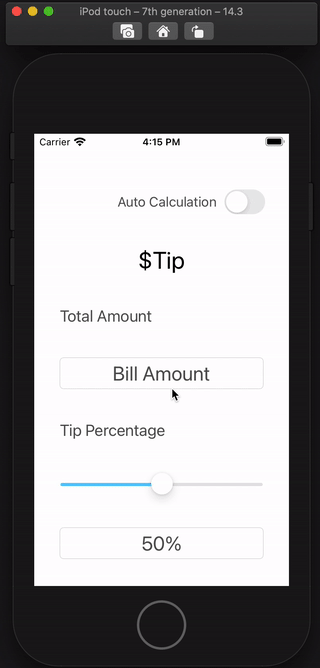 iPod touch – 7th generation – 14.3
Carrier 4:15 PM
Auto Calculation
$Tip
Total Amount
Bill Amount
Tip Percentage
50%